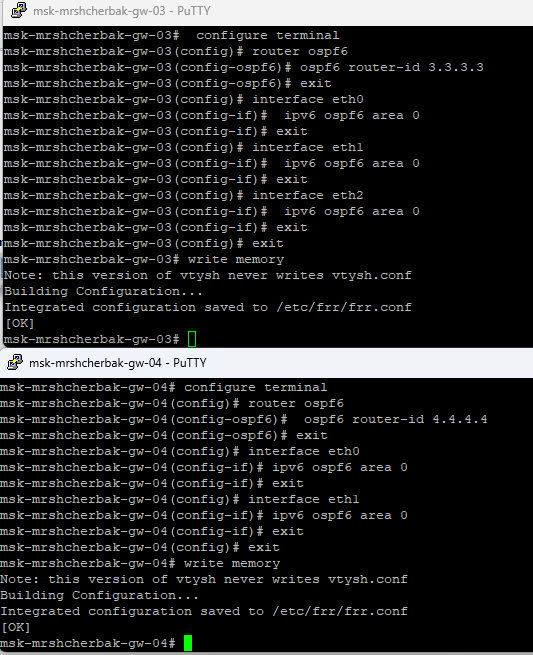 msk-mrshcherbak-gw-03 - PuTTY
msk-mrshcherbak-gw-03#  configure terminal
msk-mrshcherbak-gw-03(config)# router ospf6
msk-mrshcherbak-gw-03(config-ospf6)# ospf6 router-id 3.3.3.3
msk-mrshcherbak-gw-03(config-ospf6)# exit
msk-mrshcherbak-gw-03(config)# interface eth0
msk-mrshcherbak-gw-03(config-if)#  ipv6 ospf6 area 0
msk-mrshcherbak-gw-03(config-if)# exit
msk-mrshcherbak-gw-03(config)# interface eth1
msk-mrshcherbak-gw-03(config-if)#  ipv6 ospf6 area 0
msk-mrshcherbak-gw-03(config-if)# exit
msk-mrshcherbak-gw-03(config)# interface eth2
msk-mrshcherbak-gw-03(config-if)#  ipv6 ospf6 area 0
msk-mrshcherbak-gw-03(config-if)# exit
msk-mrshcherbak-gw-03(config)# exit
msk-mrshcherbak-gw-03# write memory
Note: this version of vtysh never writes vtysh.conf
Building Configuration...
Integrated configuration saved to /etc/frr/frr.conf
[OK]
msk-mrshcherbak-gw-03#
msk-mrshcherbak-gw-04 - PuTTY
msk-mrshcherbak-gw-04# configure terminal
msk-mrshcherbak-gw-04(config)# router ospf6
msk-mrshcherbak-gw-04(config-ospf6)#  ospf6 router-id 4.4.4.4
msk-mrshcherbak-gw-04(config-ospf6)# exit
msk-mrshcherbak-gw-04(config)# interface eth0
msk-mrshcherbak-gw-04(config-if)# ipv6 ospf6 area 0
msk-mrshcherbak-gw-04(config-if)# exit
msk-mrshcherbak-gw-04(config)# interface eth1
msk-mrshcherbak-gw-04(config-if)# ipv6 ospf6 area 0
msk-mrshcherbak-gw-04(config-if)# exit
msk-mrshcherbak-gw-04(config)# exit
msk-mrshcherbak-gw-04# write memory
Note: this version of vtysh never writes vtysh.conf
Building Configuration...
Integrated configuration saved to /etc/frr/frr.conf
[OK]
msk-mrshcherbak-gw-04#